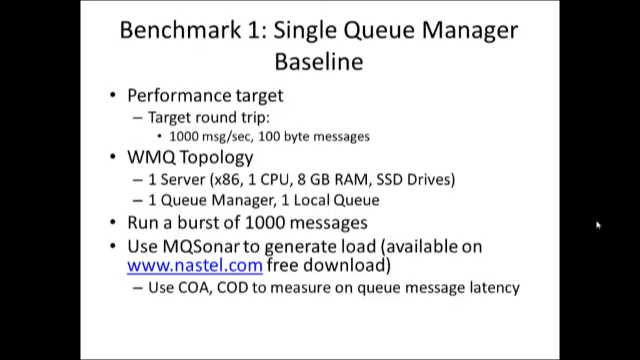 Benchmark 1: Single Queue Manager
Baseline
• Performance target
– Target round trip:
• 1000 msg/sec, 100 byte messages
• WMQ Topology
– 1 Server (x86, 1 CPU, 8 GB RAM, SSD Drives)
– 1 Queue Manager, 1 Local Queue
• Run a burst of 1000 messages
• Use MQSonar to generate load (available on
www.nastel.com free download)
– Use COA, COD to measure on queue message latency